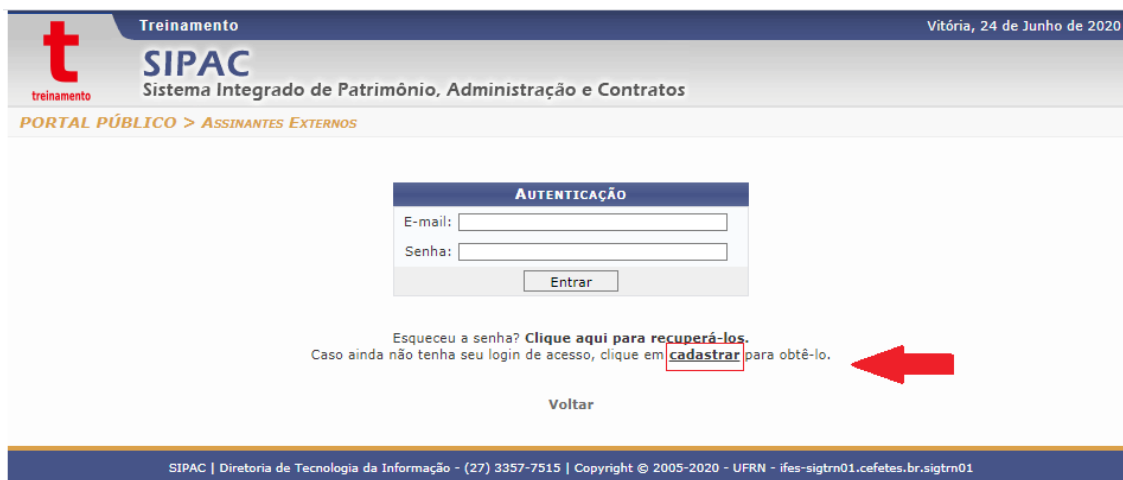 Treinamento
Vitória, 24 de Junho de 2020
t
treinamento
SIPAC
Sistema Integrado de Patrimônio, Administração e Contratos
PORTAL PÚBLICO > ASSINANTES EXTERNOS
AUTENTICAÇÃO
E-mail:
Senha:
Entrar
Esqueceu a senha? Clique aqui para recuperá-los.
Caso ainda não tenha seu login de acesso, clique em cadastrar para obtê-lo.
Voltar
SIPAC | Diretoria de Tecnologia da Informação - (27) 3357-7515 | Copyright © 2005-2020 - UFRN - ifes-sigtrn01.cefetes.br.sigtrn01